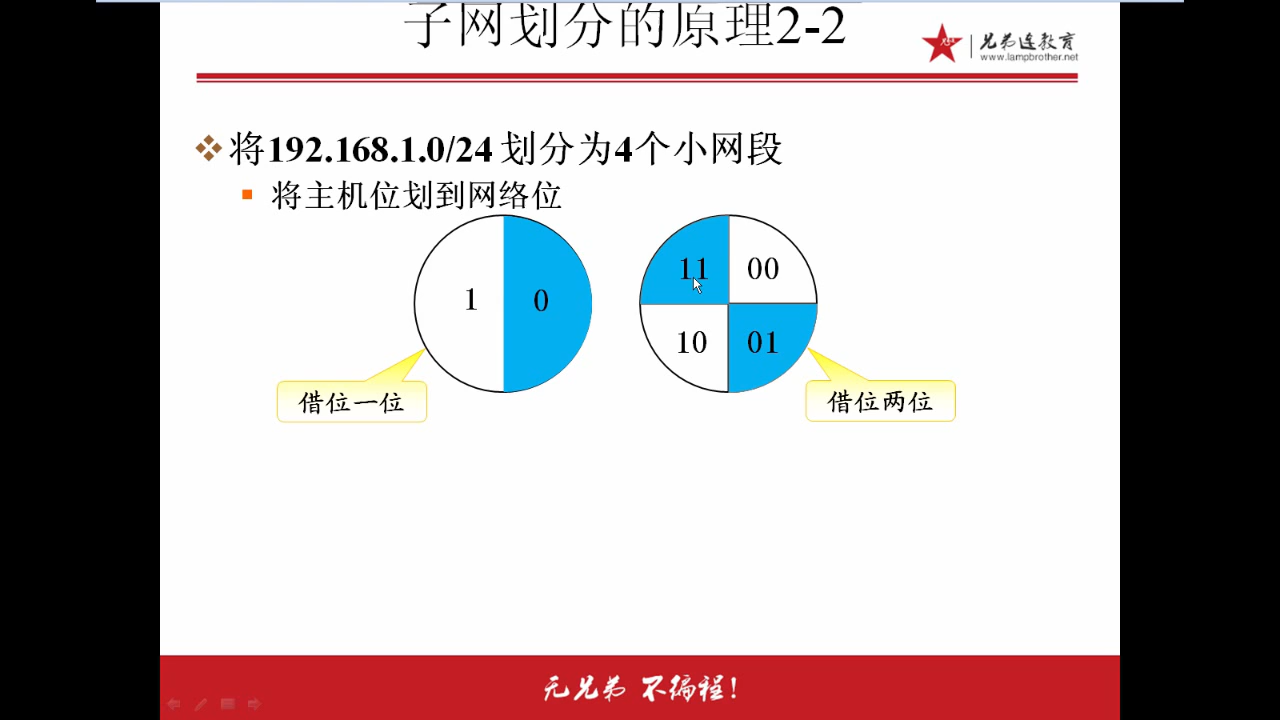 子网划分的原理2-2
兄弟连教育
www.lampbrother.net
将192.168.1.0/24 划分为4个小网段
将主机位划到网络位
1 0
11 00
10 01
借位一位
借位两位
无兄弟 不编程!